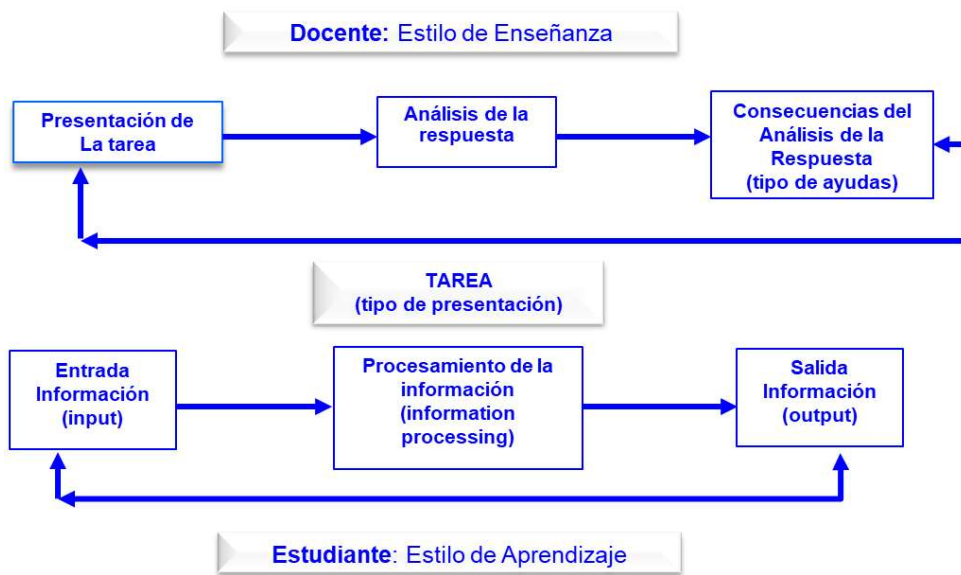 Docente: Estilo de Enseñanza
Presentación de
La tarea
Análisis de la
respuesta
Consecuencias del
Análisis de la
Respuesta
(tipo de ayudas)
TAREA
(tipo de presentación)
Entrada
Información
(input)
Procesamiento de la
información
(information
processing)
Salida
Información
(output)
Estudiante: Estilo de Aprendizaje